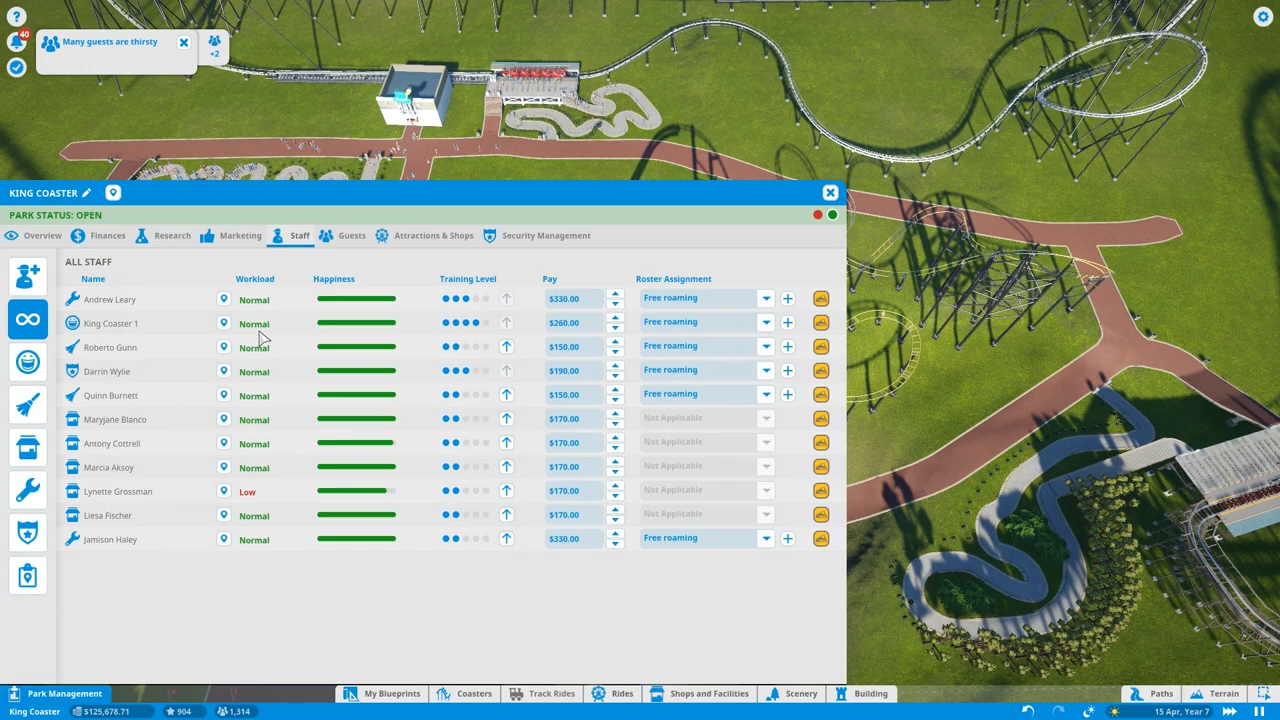 ?
40
Many guests are thirsty
+2
KING COASTER
PARK STATUS: OPEN
Overview Finances Research Marketing Staff Guests Attractions & Shops Security Management
ALL STAFF
Name Workload Happiness Training Level Pay Roster Assignment
Andrew Leary Normal $330.00 Free roaming
King Coaster 1 Normal $260.00 Free roaming
Roberto Gunn Normal $150.00 Free roaming
Darrin Wylie Normal $190.00 Free roaming
Quinn Burnett Normal $150.00 Free roaming
Maryjane Blanco Normal $170.00 Not Applicable
Antony Cottrell Normal $170.00 Not Applicable
Marcia Aksoy Normal $170.00 Not Applicable
Lynette Grossman Low $170.00 Not Applicable
Liesa Fischer Normal $170.00 Not Applicable
Jamison Haley Normal $330.00 Free roaming
Park Management My Blueprints Coasters Track Rides Rides Shops and Facilities Scenery Building Paths Terrain
King Coaster $125,678.71 904 1,314 15 Apr, Year 7